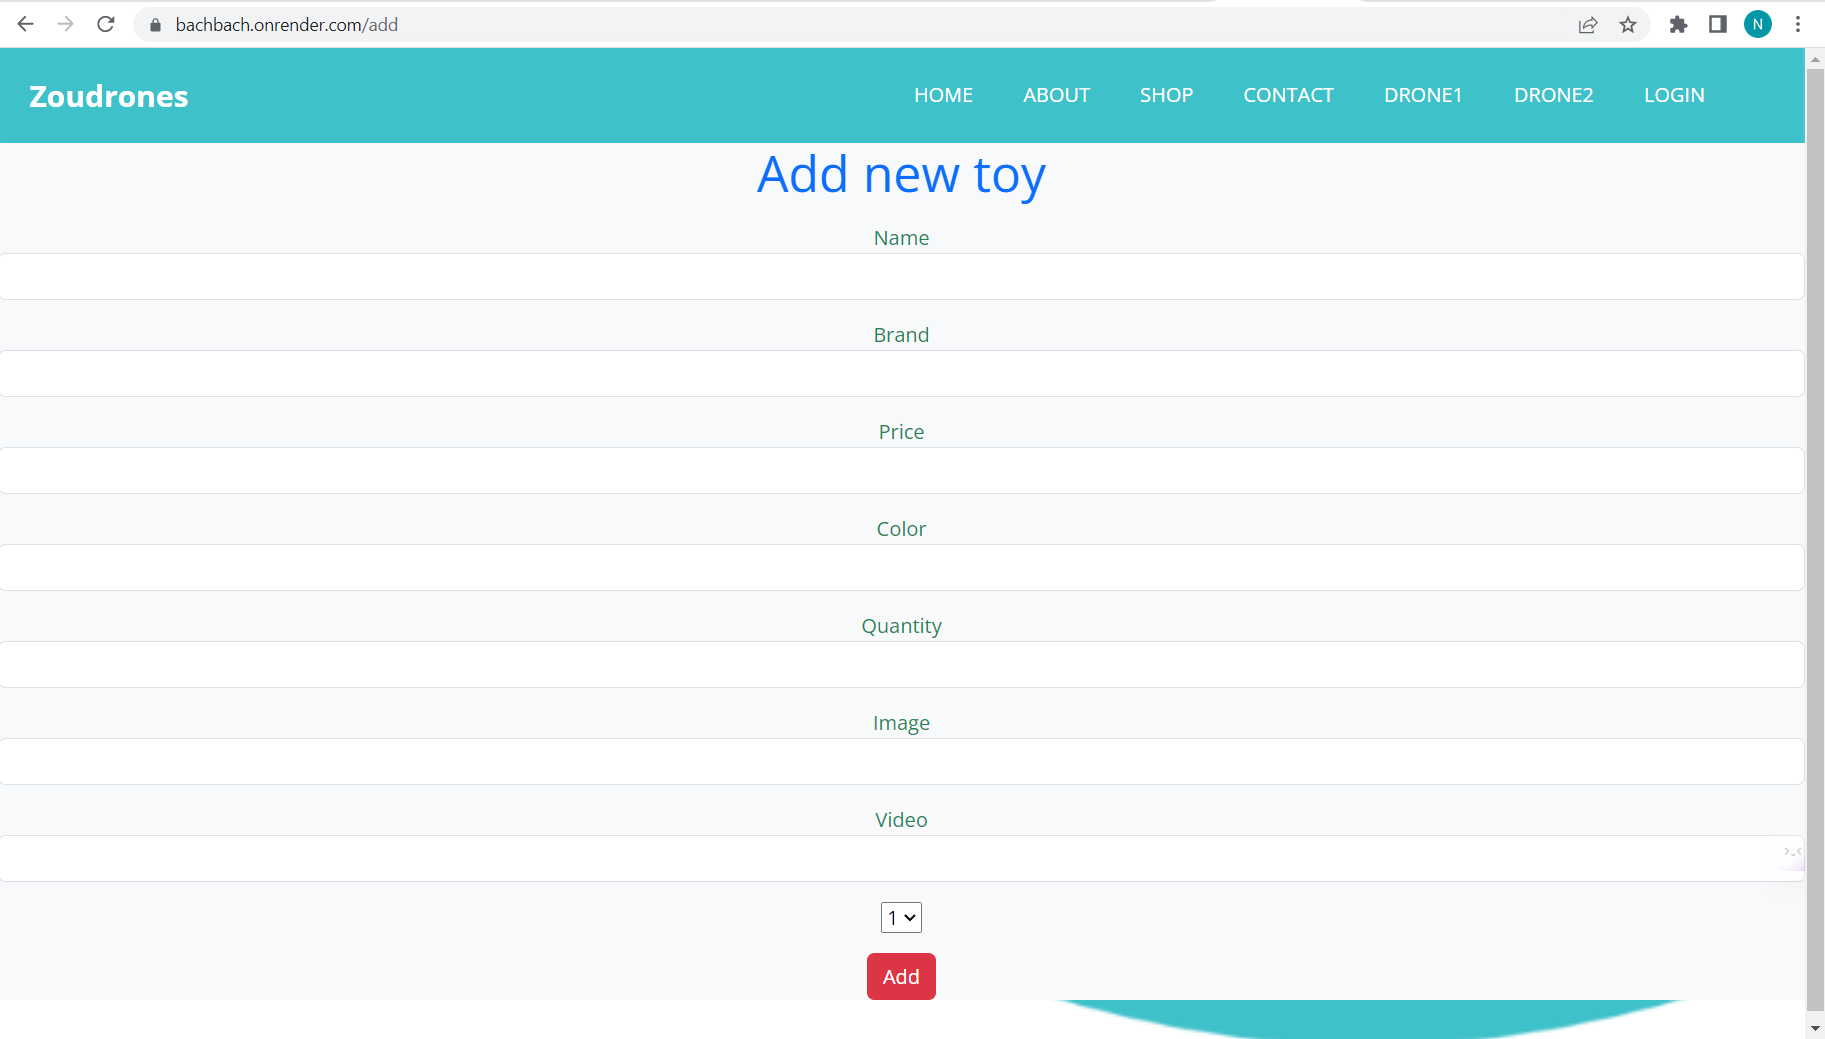 bachbach.onrender.com/add
N
Zoudrones
HOME ABOUT SHOP CONTACT DRONE1 DRONE2 LOGIN
Add new toy
Name
Brand
Price
Color
Quantity
Image
Video
1
Add